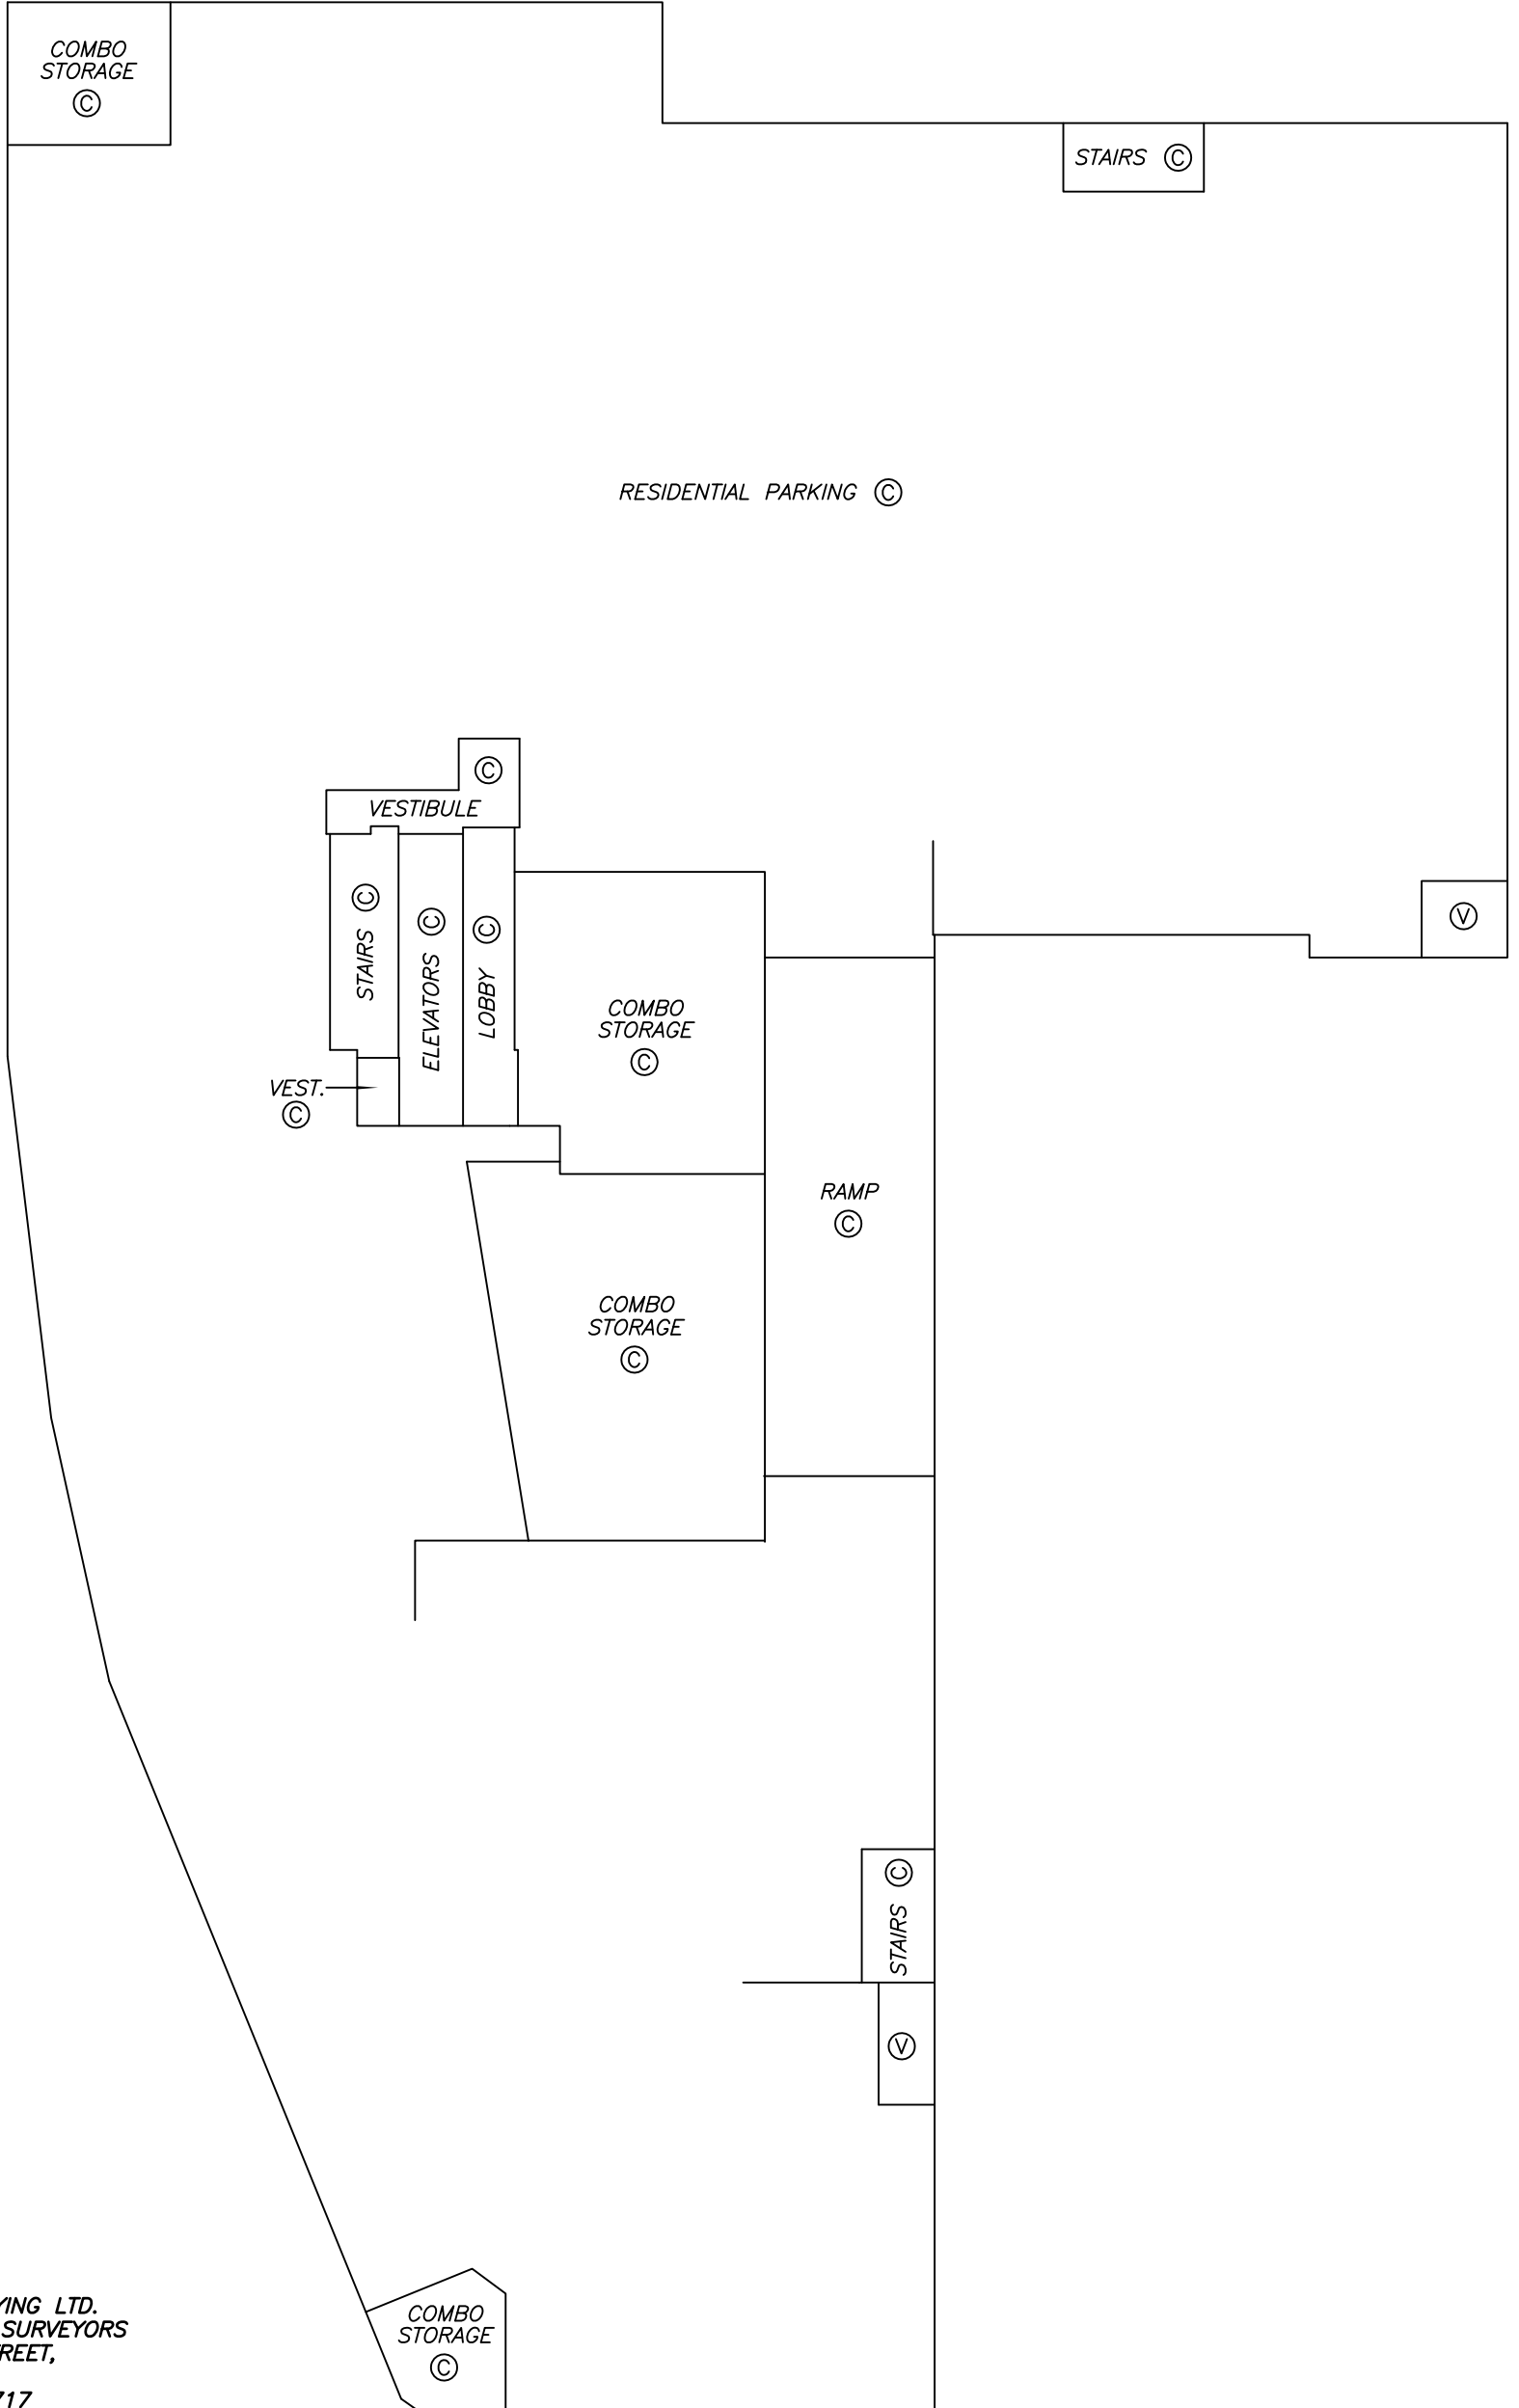 COMBO
STORAGE
Ⓒ
STAIRS Ⓒ
RESIDENTIAL PARKING Ⓒ
Ⓒ
VESTIBULE
STAIRS Ⓒ
ELEVATORS Ⓒ
LOBBY Ⓒ
Ⓥ
COMBO
STORAGE
Ⓒ
VEST.
Ⓒ
RAMP
Ⓒ
COMBO
STORAGE
Ⓒ
STAIRS Ⓒ
Ⓥ
COMBO
STORAGE
Ⓒ
YING LTD.
SURVEYORS
REET,
717